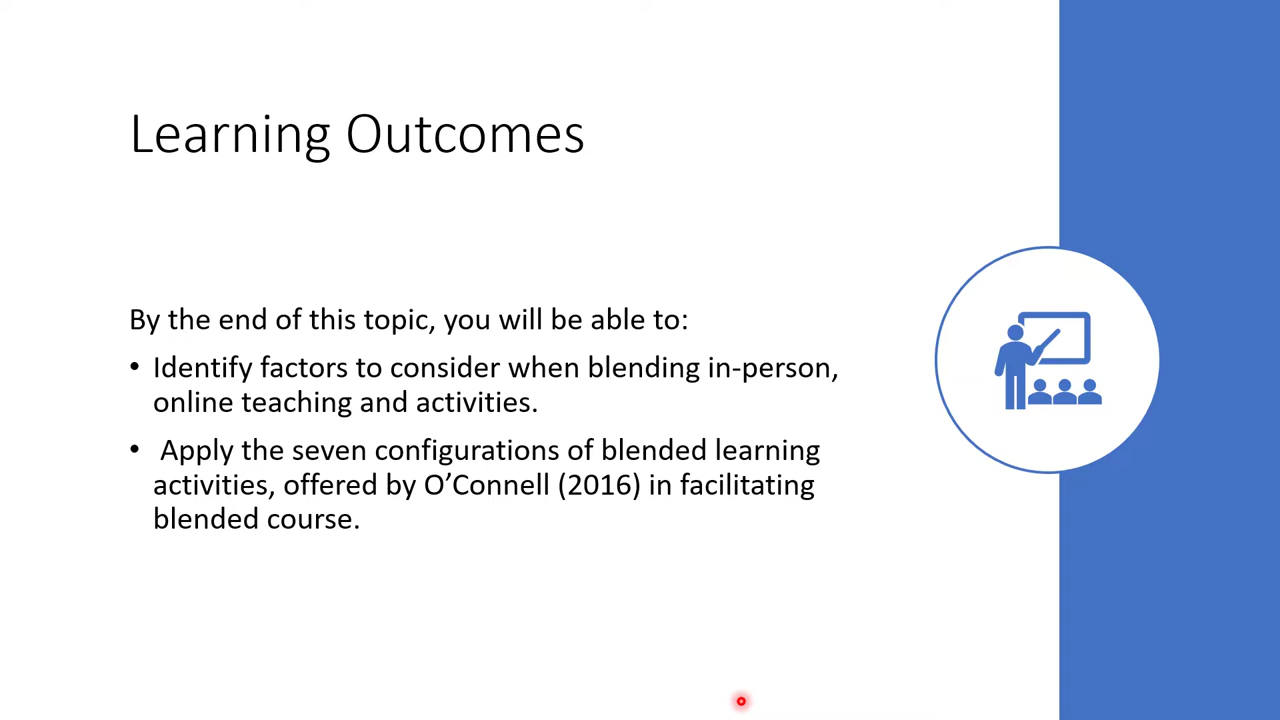 Learning Outcomes
By the end of this topic, you will be able to:
• Identify factors to consider when blending in-person,
online teaching and activities.
• Apply the seven configurations of blended learning
activities, offered by O’Connell (2016) in facilitating
blended course.